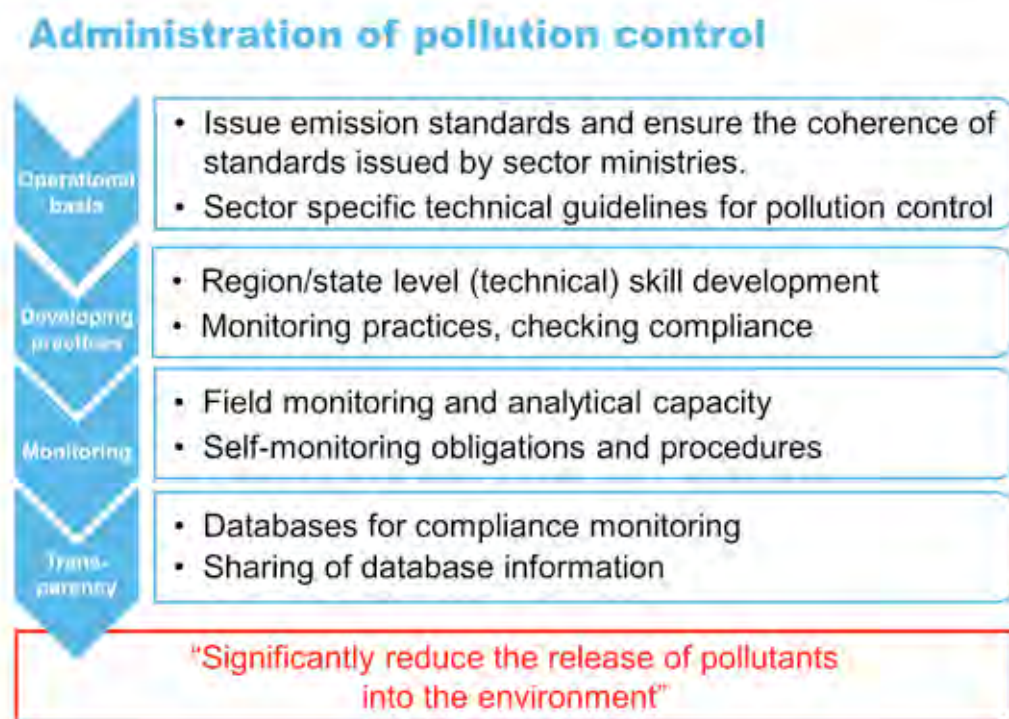 Administration of pollution control
Operational
basis
• Issue emission standards and ensure the coherence of
standards issued by sector ministries.
• Sector specific technical guidelines for pollution control
Developing
practises
• Region/state level (technical) skill development
• Monitoring practices, checking compliance
Monitoring
• Field monitoring and analytical capacity
• Self-monitoring obligations and procedures
Trans-
parency
• Databases for compliance monitoring
• Sharing of database information
“Significantly reduce the release of pollutants
into the environment”